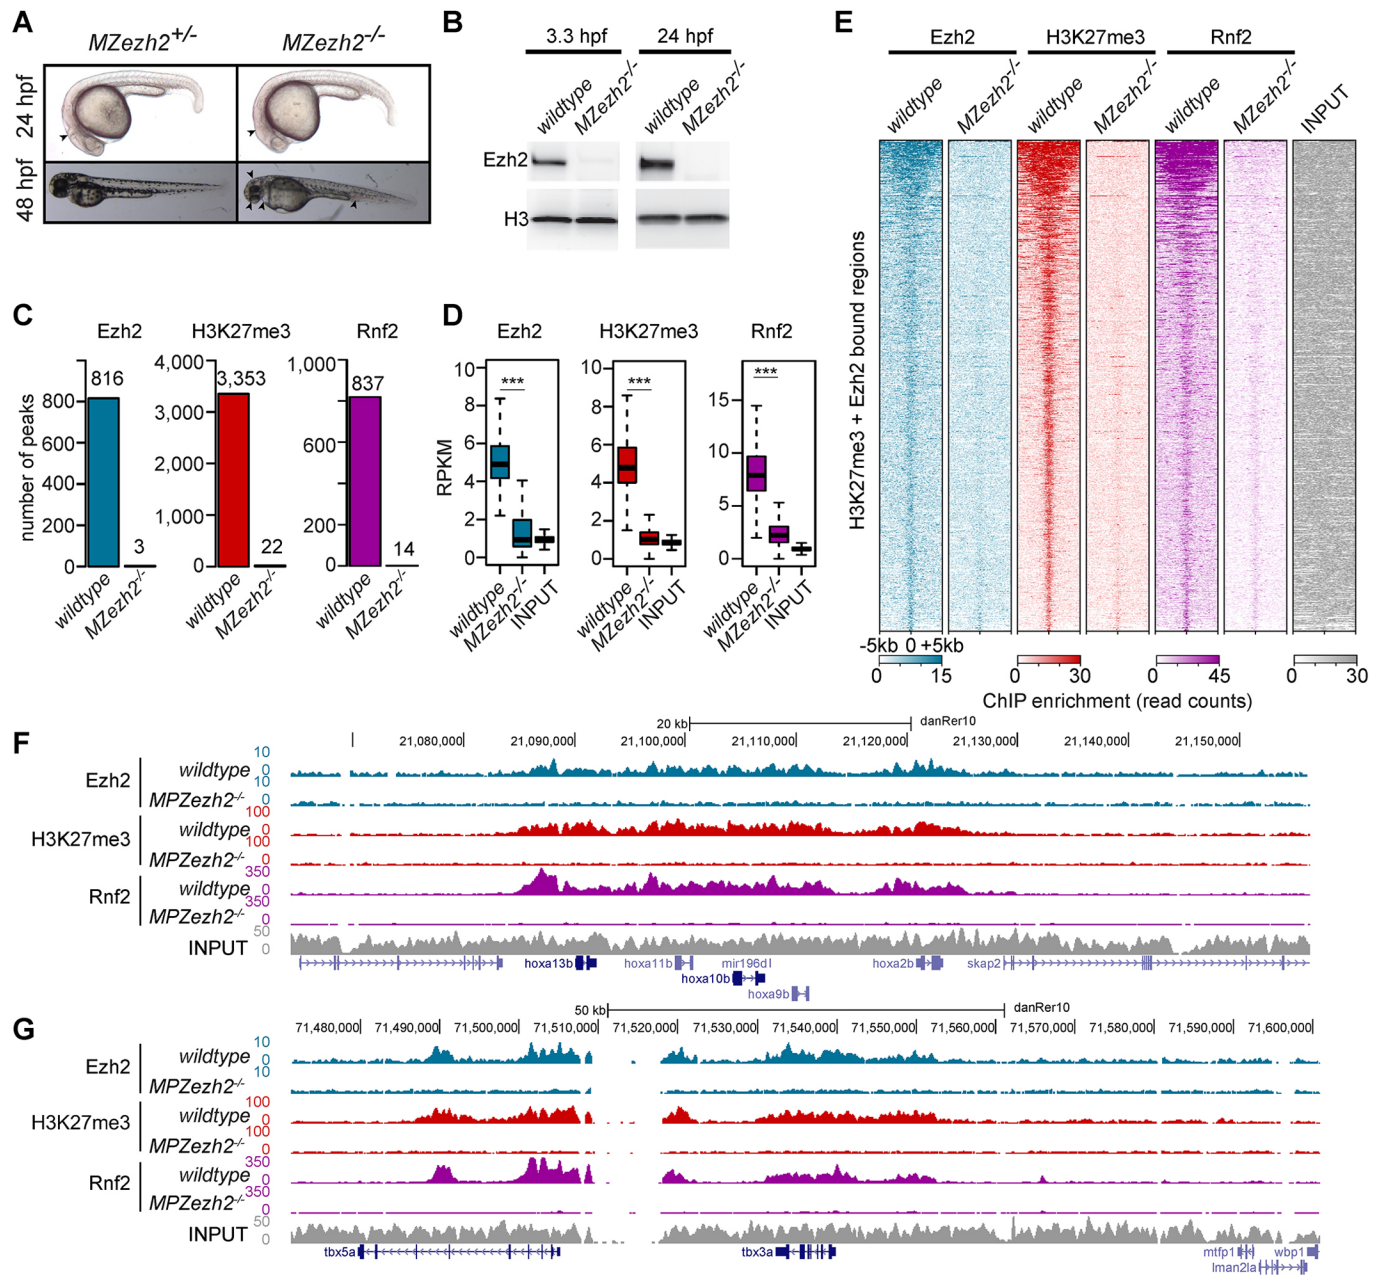 A
MZezh2+/-
MZezh2-/-
24 hpf
48 hpf
B
3.3 hpf
24 hpf
wildtype
MZezh2-/-
wildtype
MZezh2-/-
Ezh2
H3
C
Ezh2
H3K27me3
Rnf2
number of peaks
800
600
400
200
0
816
3
wildtype
MZezh2-/-
4,000
3,000
2,000
1,000
0
3,353
22
wildtype
MZezh2-/-
1,000
600
200
0
837
14
wildtype
MZezh2-/-
D
Ezh2
H3K27me3
Rnf2
RPKM
10
8
6
4
2
0
***
wildtype
MZezh2-/-
INPUT
10
8
6
4
2
0
***
wildtype
MZezh2-/-
INPUT
15
10
5
0
***
wildtype
MZezh2-/-
INPUT
E
Ezh2
H3K27me3
Rnf2
wildtype
MZezh2-/-
wildtype
MZezh2-/-
wildtype
MZezh2-/-
INPUT
H3K27me3 + Ezh2 bound regions
-5kb 0 +5kb
0 15
0 30
0 45
0 30
ChIP enrichment (read counts)
F
20 kb
danRer10
21,080,000
21,090,000
21,100,000
21,110,000
21,120,000
21,130,000
21,140,000
21,150,000
Ezh2
wildtype
10
0
MPZezh2-/-
10
0
H3K27me3
wildtype
100
0
MPZezh2-/-
100
0
Rnf2
wildtype
350
0
MPZezh2-/-
350
0
INPUT
50
0
hoxa13b
hoxa11b
mir196d
hoxa2b
skap2
hoxa10b
hoxa9b
G
50 kb
danRer10
71,480,000
71,490,000
71,500,000
71,510,000
71,520,000
71,530,000
71,540,000
71,550,000
71,560,000
71,570,000
71,580,000
71,590,000
71,600,000
Ezh2
wildtype
10
0
MPZezh2-/-
10
H3K27me3
wildtype
100
0
MPZezh2-/-
100
0
Rnf2
wildtype
350
0
MPZezh2-/-
350
0
INPUT
50
0
tbx5a
tbx3a
mtfp1
wbp1
lman2la